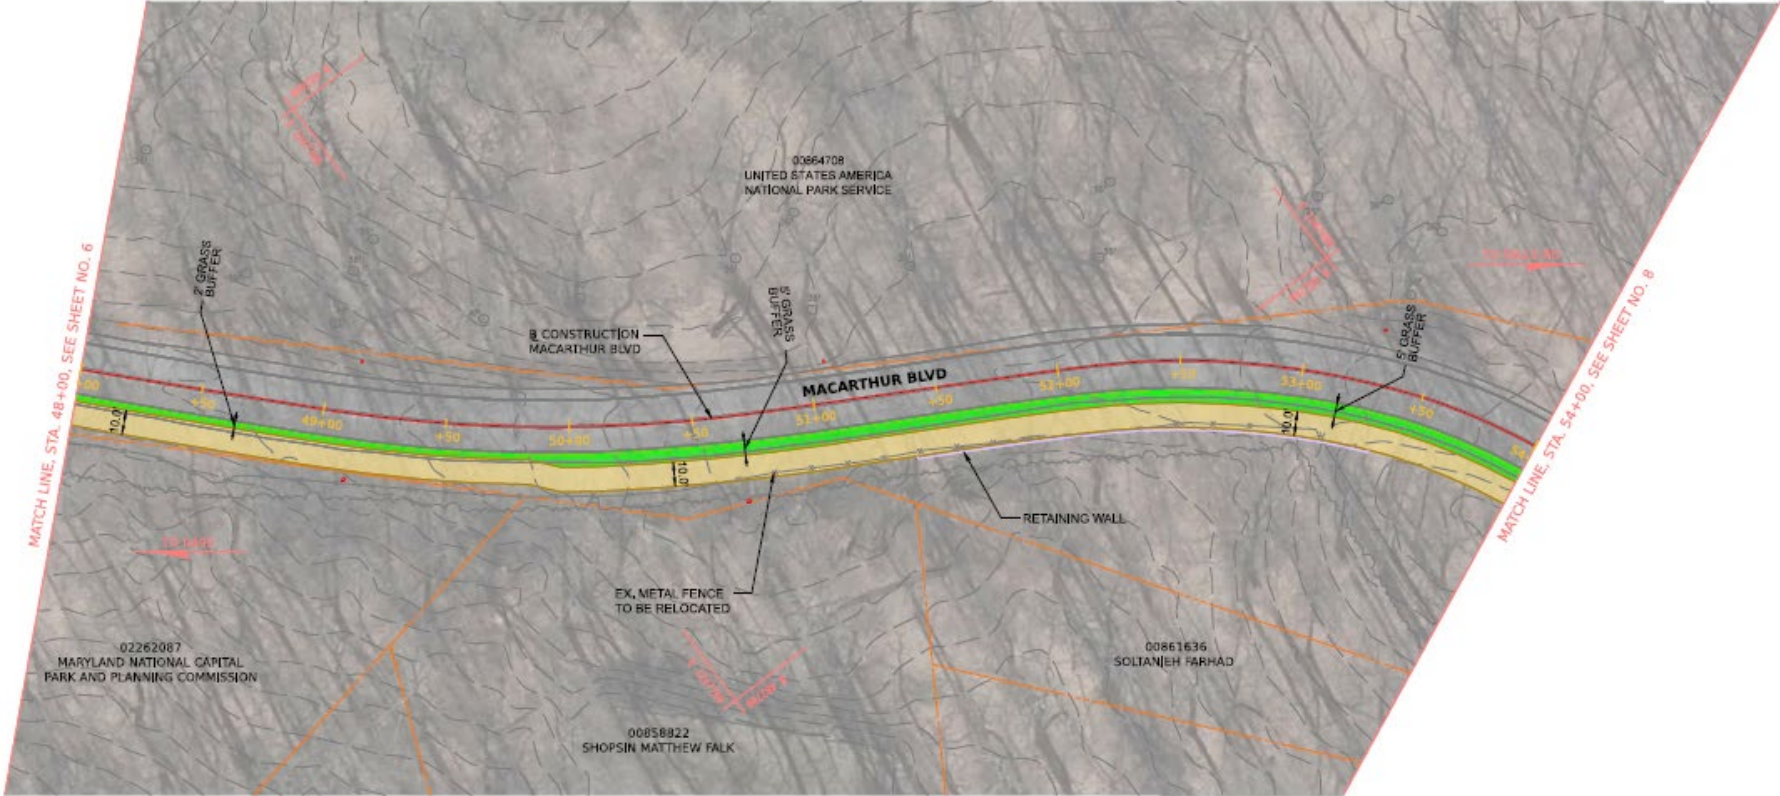 MATCH LINE, STA. 48+00, SEE SHEET NO. 6
MATCH LINE, STA. 54+00, SEE SHEET NO. 8
00864708
UNITED STATES AMERICA
NATIONAL PARK SERVICE
2' GRASS
BUFFER
5' GRASS
BUFFER
5' GRASS
BUFFER
B CONSTRUCTION
MACARTHUR BLVD
MACARTHUR BLVD
+50
49+00
+50
50+00
+50
51+00
+50
52+00
+50
53+00
+50
10.0'
10.0'
10.0'
RETAINING WALL
EX. METAL FENCE
TO BE RELOCATED
02262087
MARYLAND NATIONAL CAPITAL
PARK AND PLANNING COMMISSION
00861636
SOLTANIEH FARHAD
00858822
SHOPSIN MATTHEW FALK